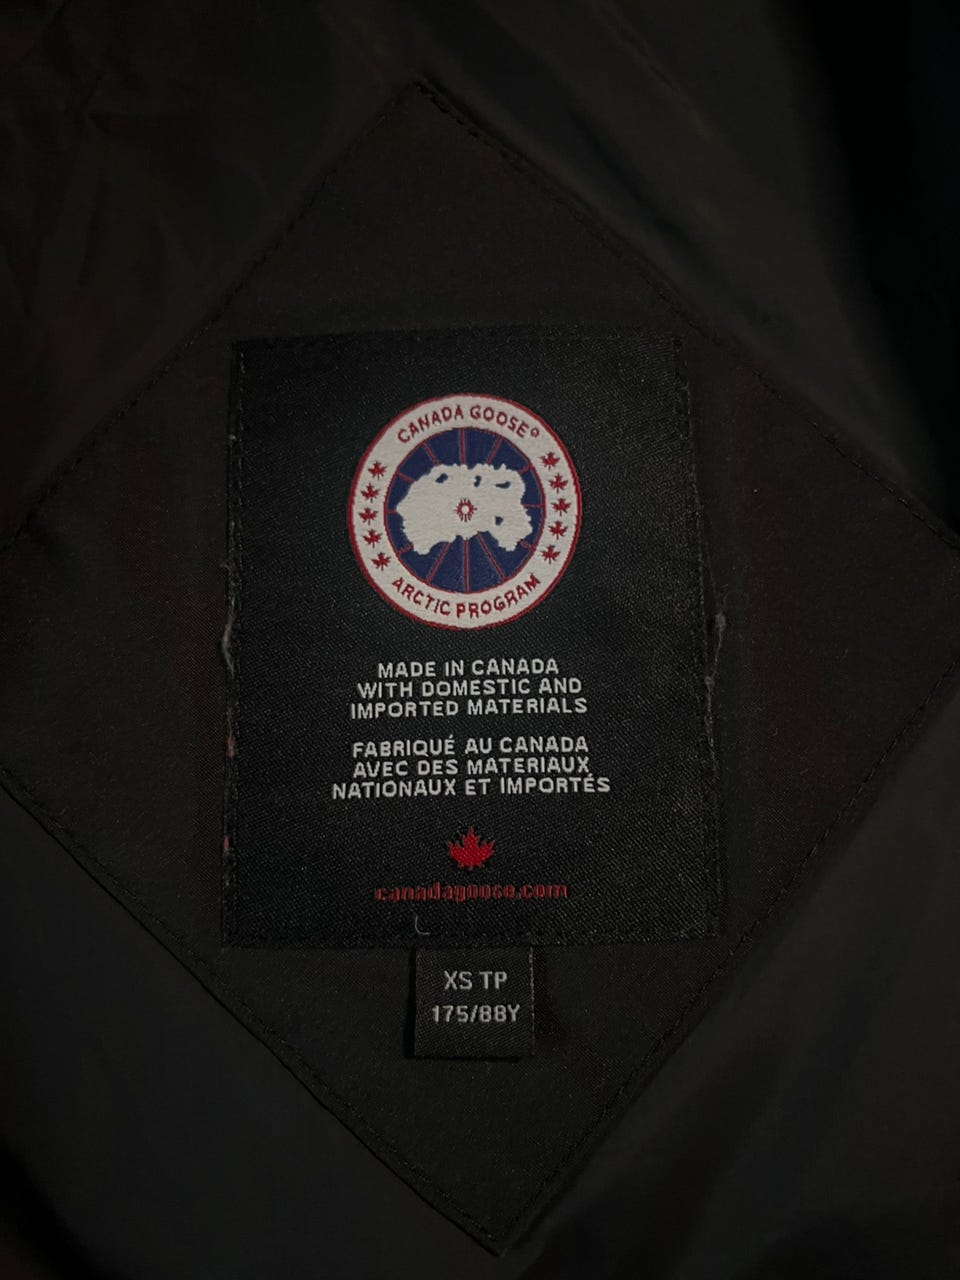 CANADA GOOSE®
ARCTIC PROGRAM
MADE IN CANADA
WITH DOMESTIC AND
IMPORTED MATERIALS
FABRIQUÉ AU CANADA
AVEC DES MATERIAUX
NATIONAUX ET IMPORTÉS
canadagoose.com
XS TP
175/88Y